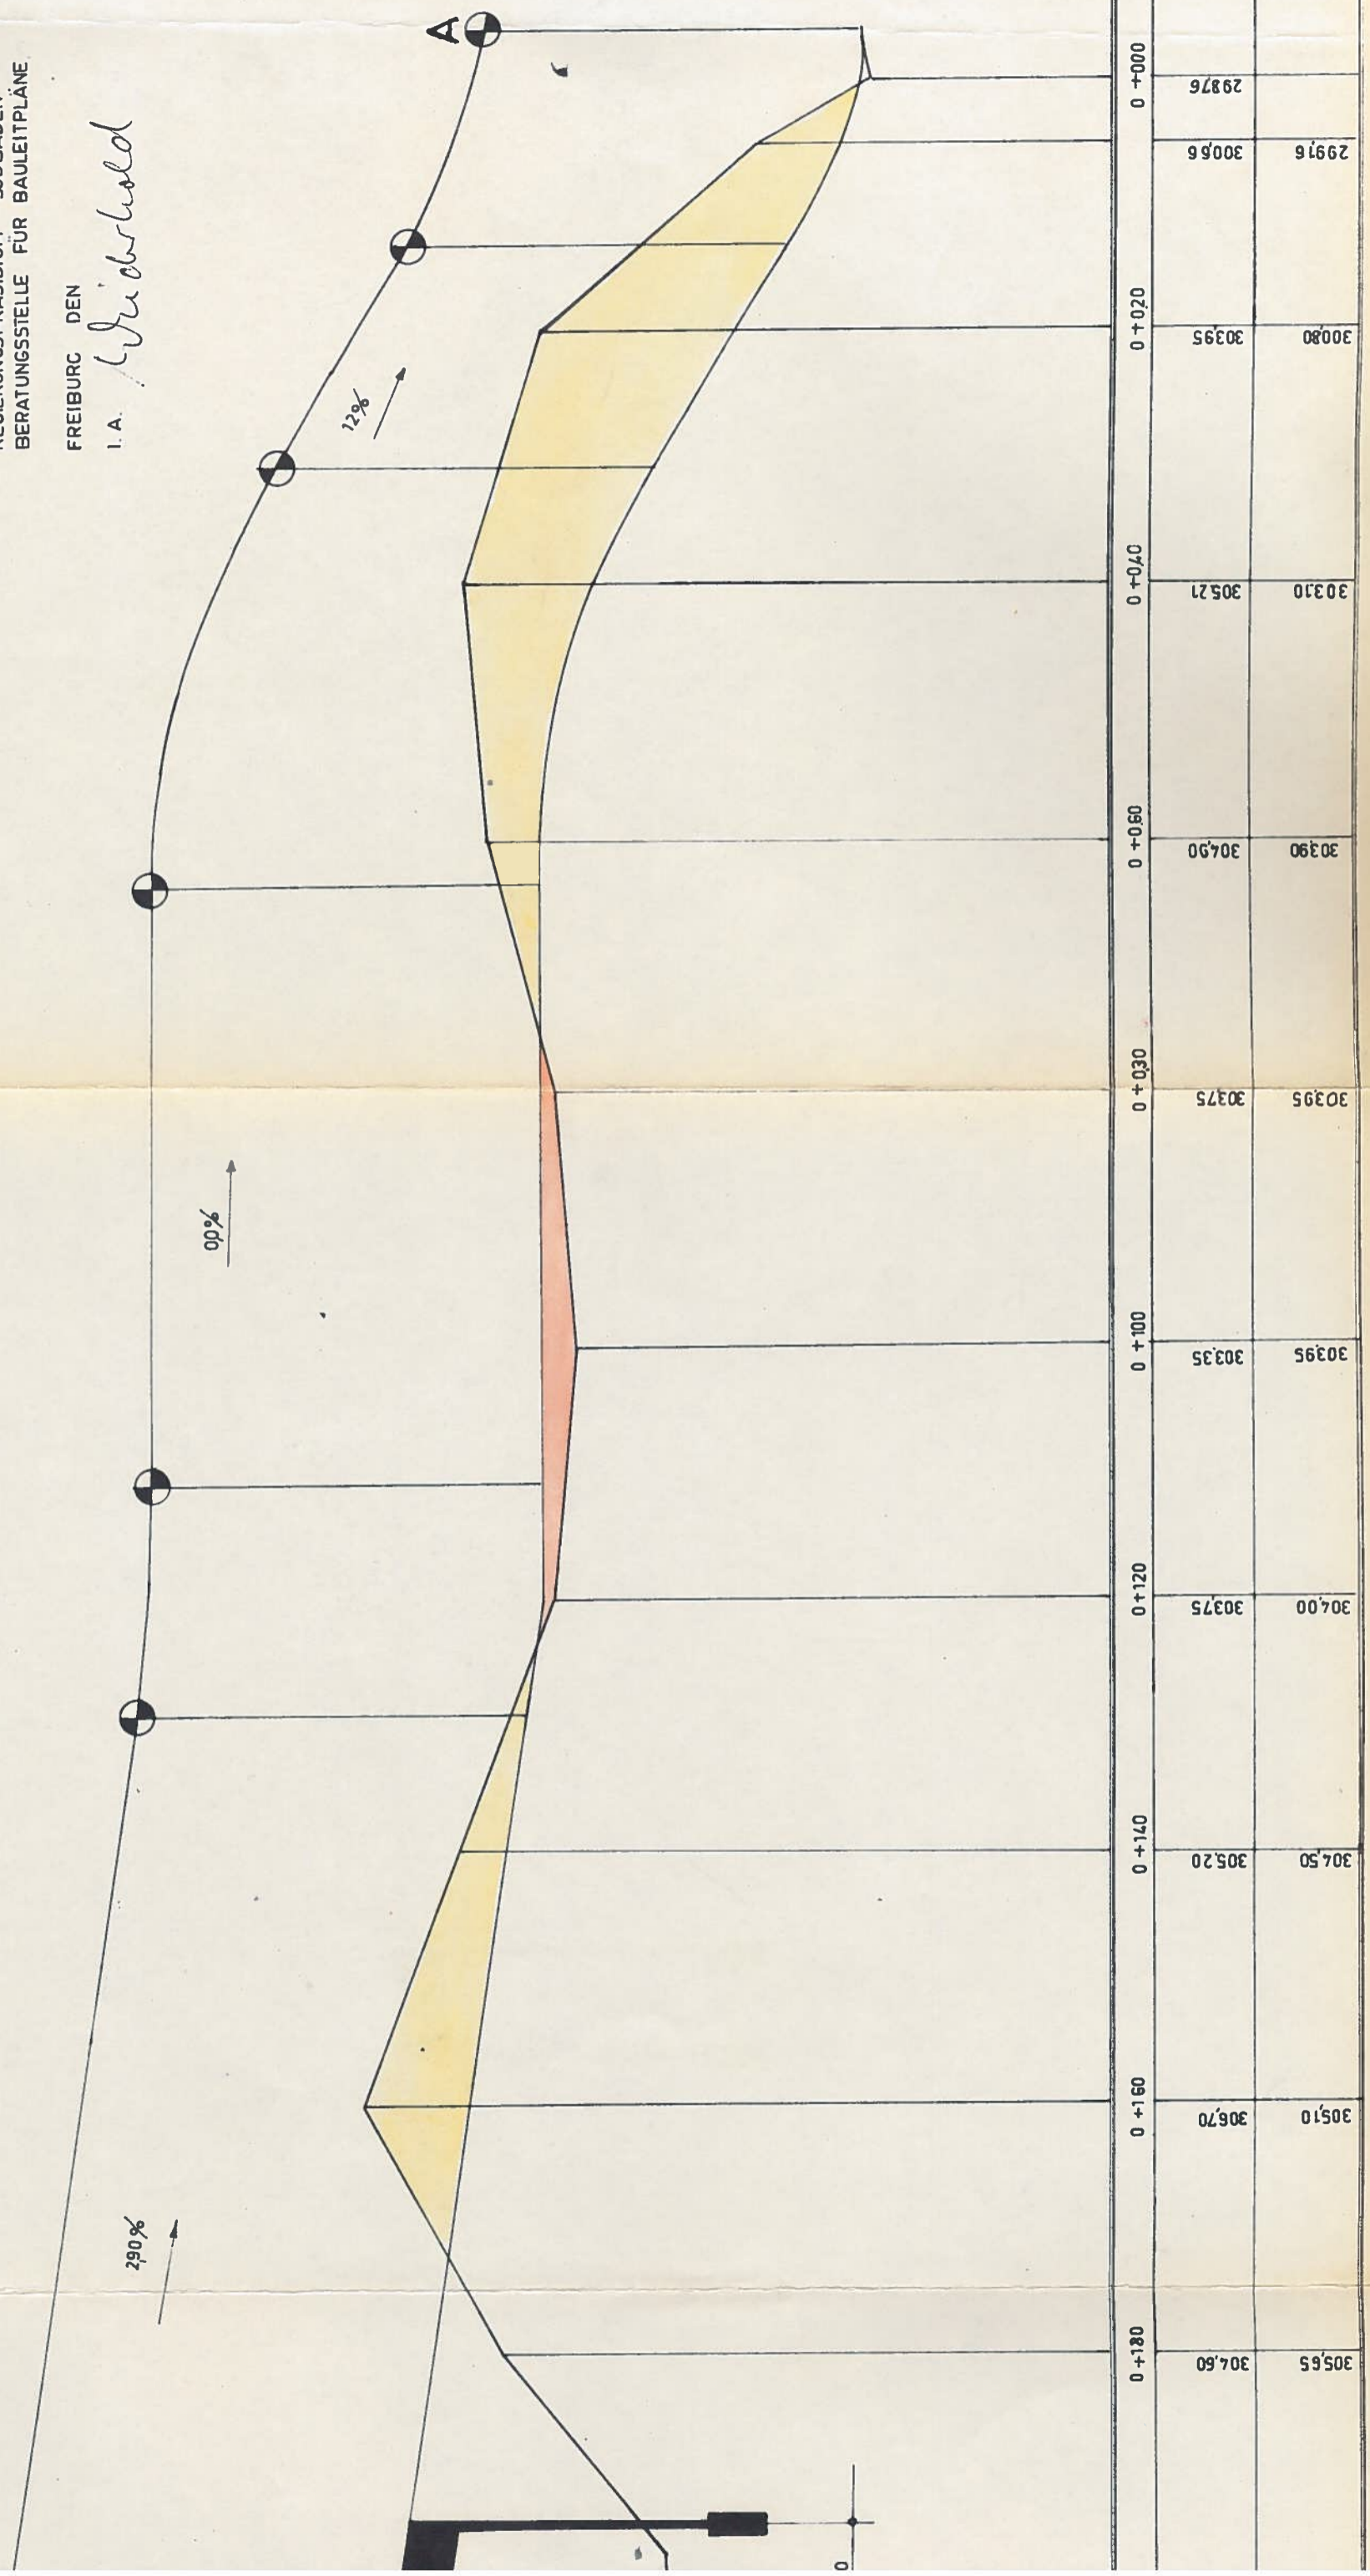 BERATUNGSSTELLE FÜR BAULEITPLÄNE
FREIBURG DEN
I. A.
A
12%
0,0%
2,90%
0
0+180 0 +160 0 +140 0+120 0 +100 0 +080 0 +060 0 +040 0 +020 0 +000
304,60 306,70 305,20 303,75 303,35 303,75 304,90 305,21 303,95 300,66 298,76
305,65 305,10 304,50 304,00 303,95 303,95 303,90 303,10 300,80 299,16